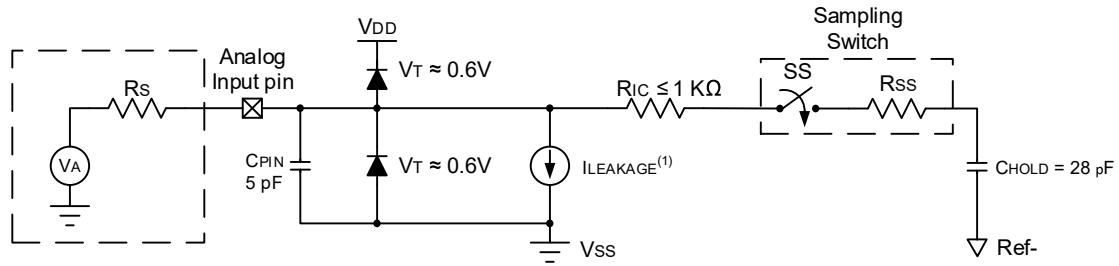 Sampling
Switch
VDD
Analog
Input pin
VT ≈ 0.6V
RS
RIC ≤ 1 KΩ
SS
RSS
VA
CPIN
5 pF
VT ≈ 0.6V
ILEAKAGE(1)
CHOLD = 28 pF
VSS
Ref-